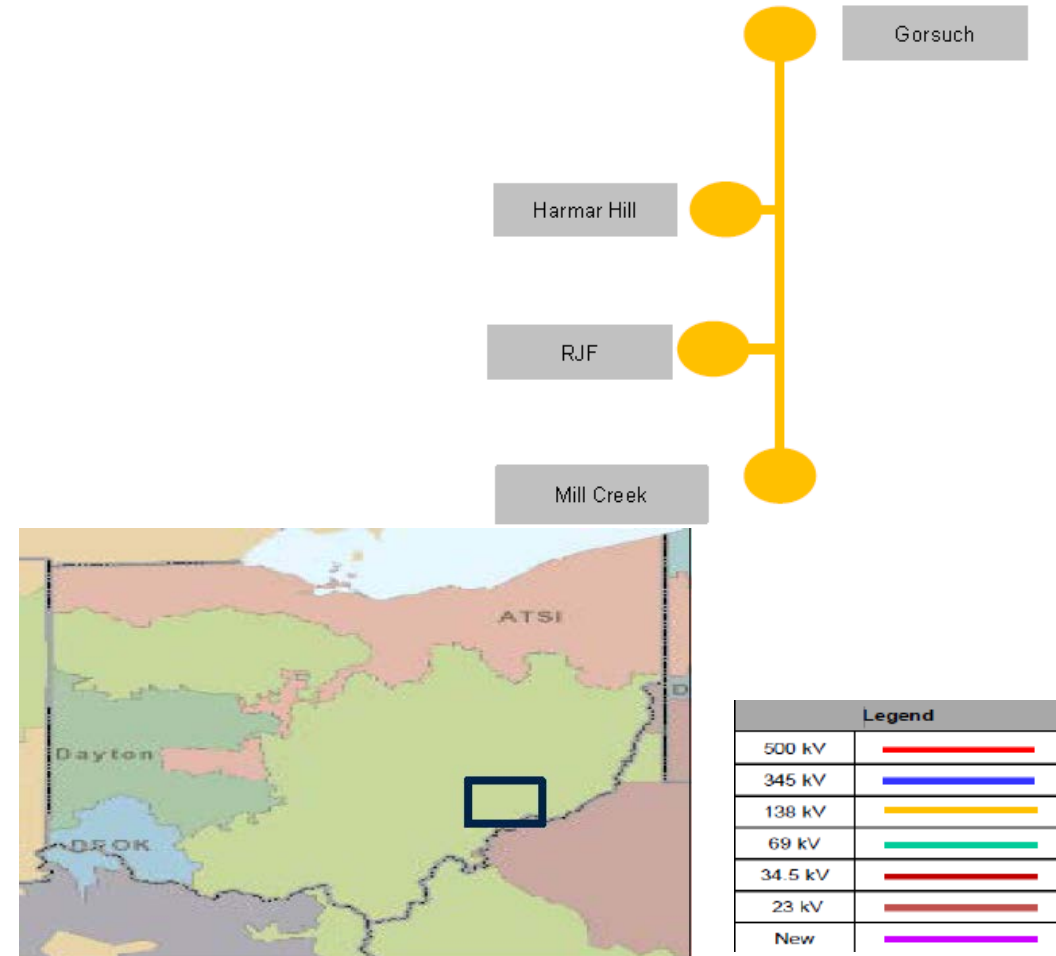 Gorsuch
Harmar Hill
RJF
Mill Creek
ATSI
D
Dayton
Legend
500 kV
345 kV
138 kV
69 kV
34.5 kV
23 kV
New